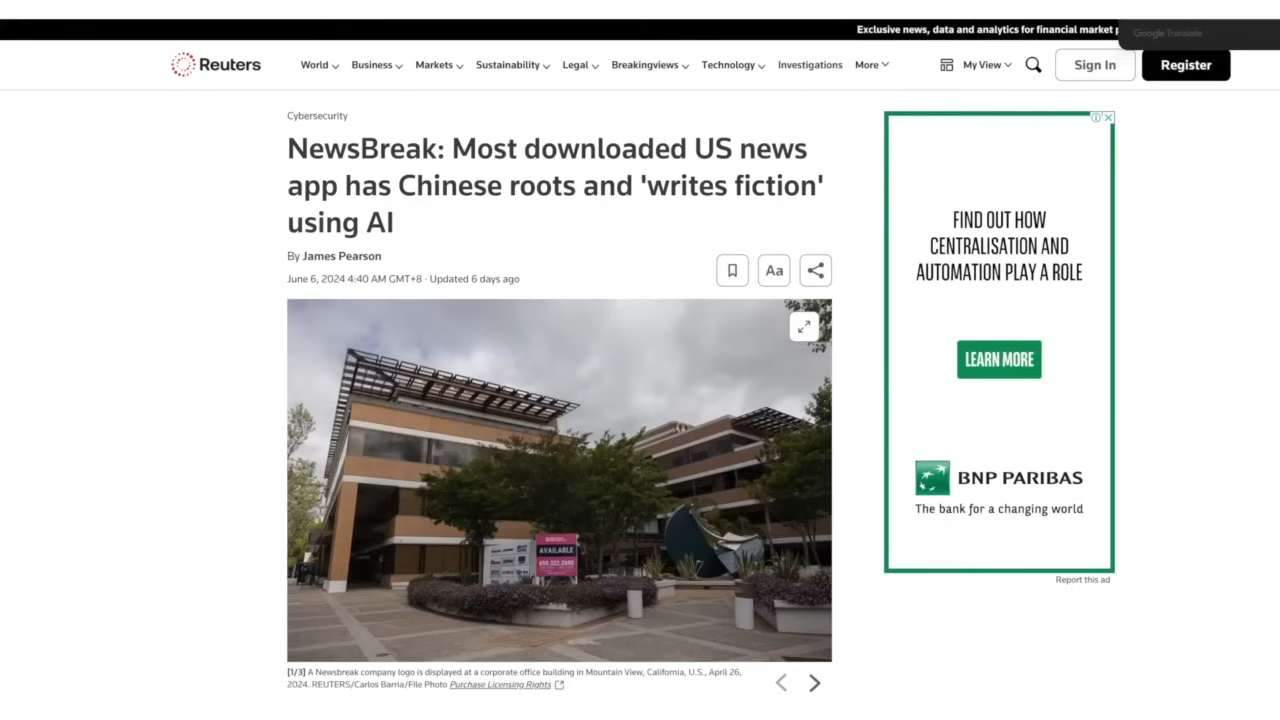 Exclusive news, data and analytics for financial market
Google Translate
Reuters
World
Business
Markets
Sustainability
Legal
Breakingviews
Technology
Investigations
More
My View
Sign In
Register
Cybersecurity
NewsBreak: Most downloaded US news
app has Chinese roots and 'writes fiction'
using AI
By James Pearson
June 6, 2024 4:40 AM GMT+8 · Updated 6 days ago
Aa
AVAILABLE
650.322.2600
[1/3] A Newsbreak company logo is displayed at a corporate office building in Mountain View, California, U.S., April 26,
2024. REUTERS/Carlos Barria/File Photo Purchase Licensing Rights
FIND OUT HOW
CENTRALISATION AND
AUTOMATION PLAY A ROLE
LEARN MORE
BNP PARIBAS
The bank for a changing world
Report this ad